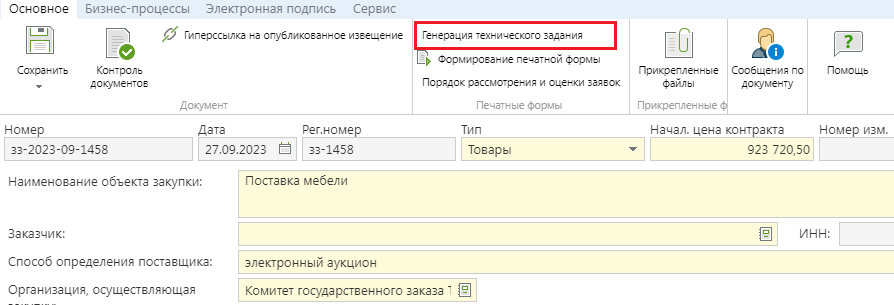 Основное Бизнес-процессы Электронная подпись Сервис
Сохранить
Контроль документов
Гиперссылка на опубликованное извещение
Документ
Генерация технического задания
Формирование печатной формы
Порядок рассмотрения и оценки заявок
Печатные формы
Прикрепленные файлы
Прикрепленные ф
Сообщения по документу
Помощь
Номер Дата Рег.номер Тип Начал. цена контракта Номер изм.
зз-2023-09-1458 27.09.2023 зз-1458 Товары 923 720,50
Наименование объекта закупки: Поставка мебели
Заказчик: ИНН:
Способ определения поставщика: электронный аукцион
Организация, осуществляющая Комитет государственного заказа